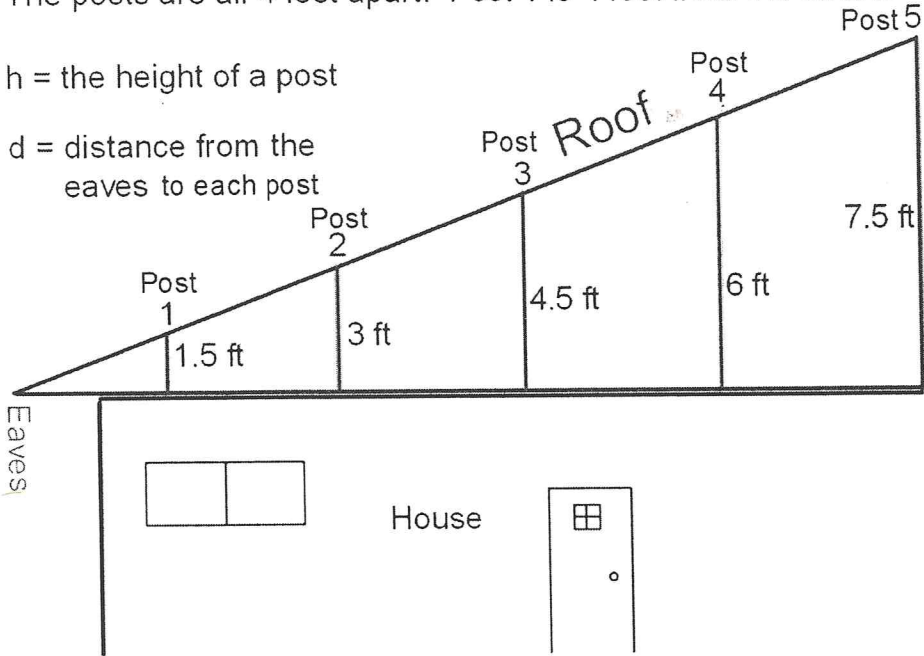 h = the height of a post
d = distance from the
eaves to each post
Post 5
Post
4
Roof
Post
3
Post
2
Post
1
1.5 ft
3 ft
4.5 ft
6 ft
7.5 ft
Eaves
House